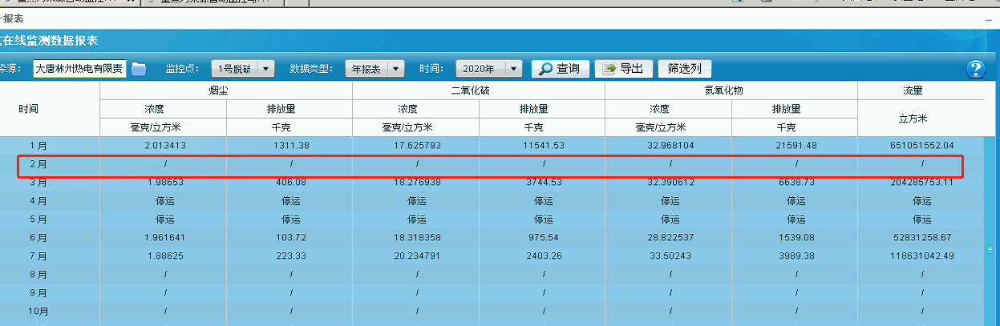 报表
在线监测数据报表
染源： 大唐林州热电有限责 监控点： 1号脱矿 数据类型： 年报表 时间： 2020年 查询 导出 筛选列 ?
时间 烟尘 二氧化硫 氮氧化物 流量
浓度 排放量 浓度 排放量 浓度 排放量 立方米
毫克/立方米 千克 毫克/立方米 千克 毫克/立方米 千克
1 月 2.013413 1311.38 17.625793 11541.53 32.968104 21591.48 651051552.04
2 月 / / / / / / /
3 月 1.98653 406.08 18.276938 3744.53 32.390612 6638.73 204285753.11
4 月 停运 停运 停运 停运 停运 停运 停运
5 月 停运 停运 停运 停运 停运 停运 停运
6 月 1.961641 103.72 18.318358 975.54 28.822537 1539.08 52831258.67
7 月 1.88625 223.33 20.234791 2403.26 33.50243 3989.38 118631042.49
8 月 / / / / / / /
9 月 / / / / / / /
10月 / / / / / / /